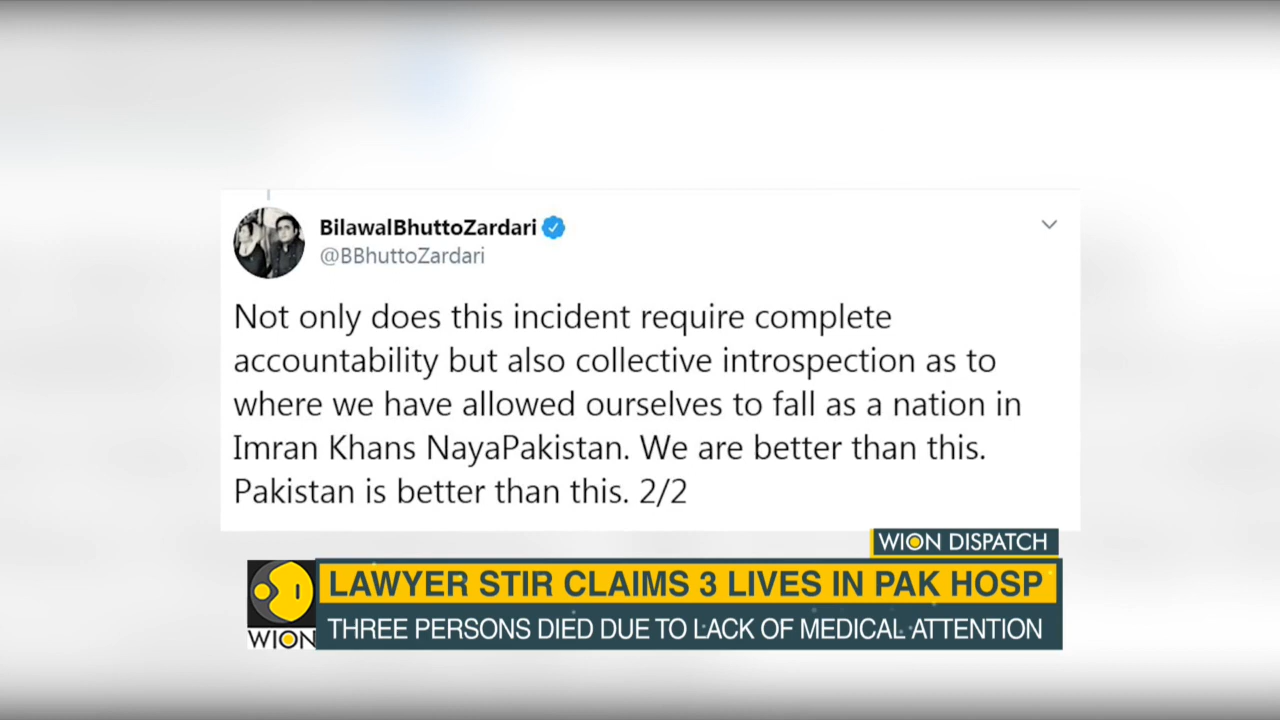 BilawalBhuttoZardari
@BBhuttoZardari
Not only does this incident require complete
accountability but also collective introspection as to
where we have allowed ourselves to fall as a nation in
Imran Khans NayaPakistan. We are better than this.
Pakistan is better than this. 2/2
WION DISPATCH
LAWYER STIR CLAIMS 3 LIVES IN PAK HOSP
THREE PERSONS DIED DUE TO LACK OF MEDICAL ATTENTION
WION